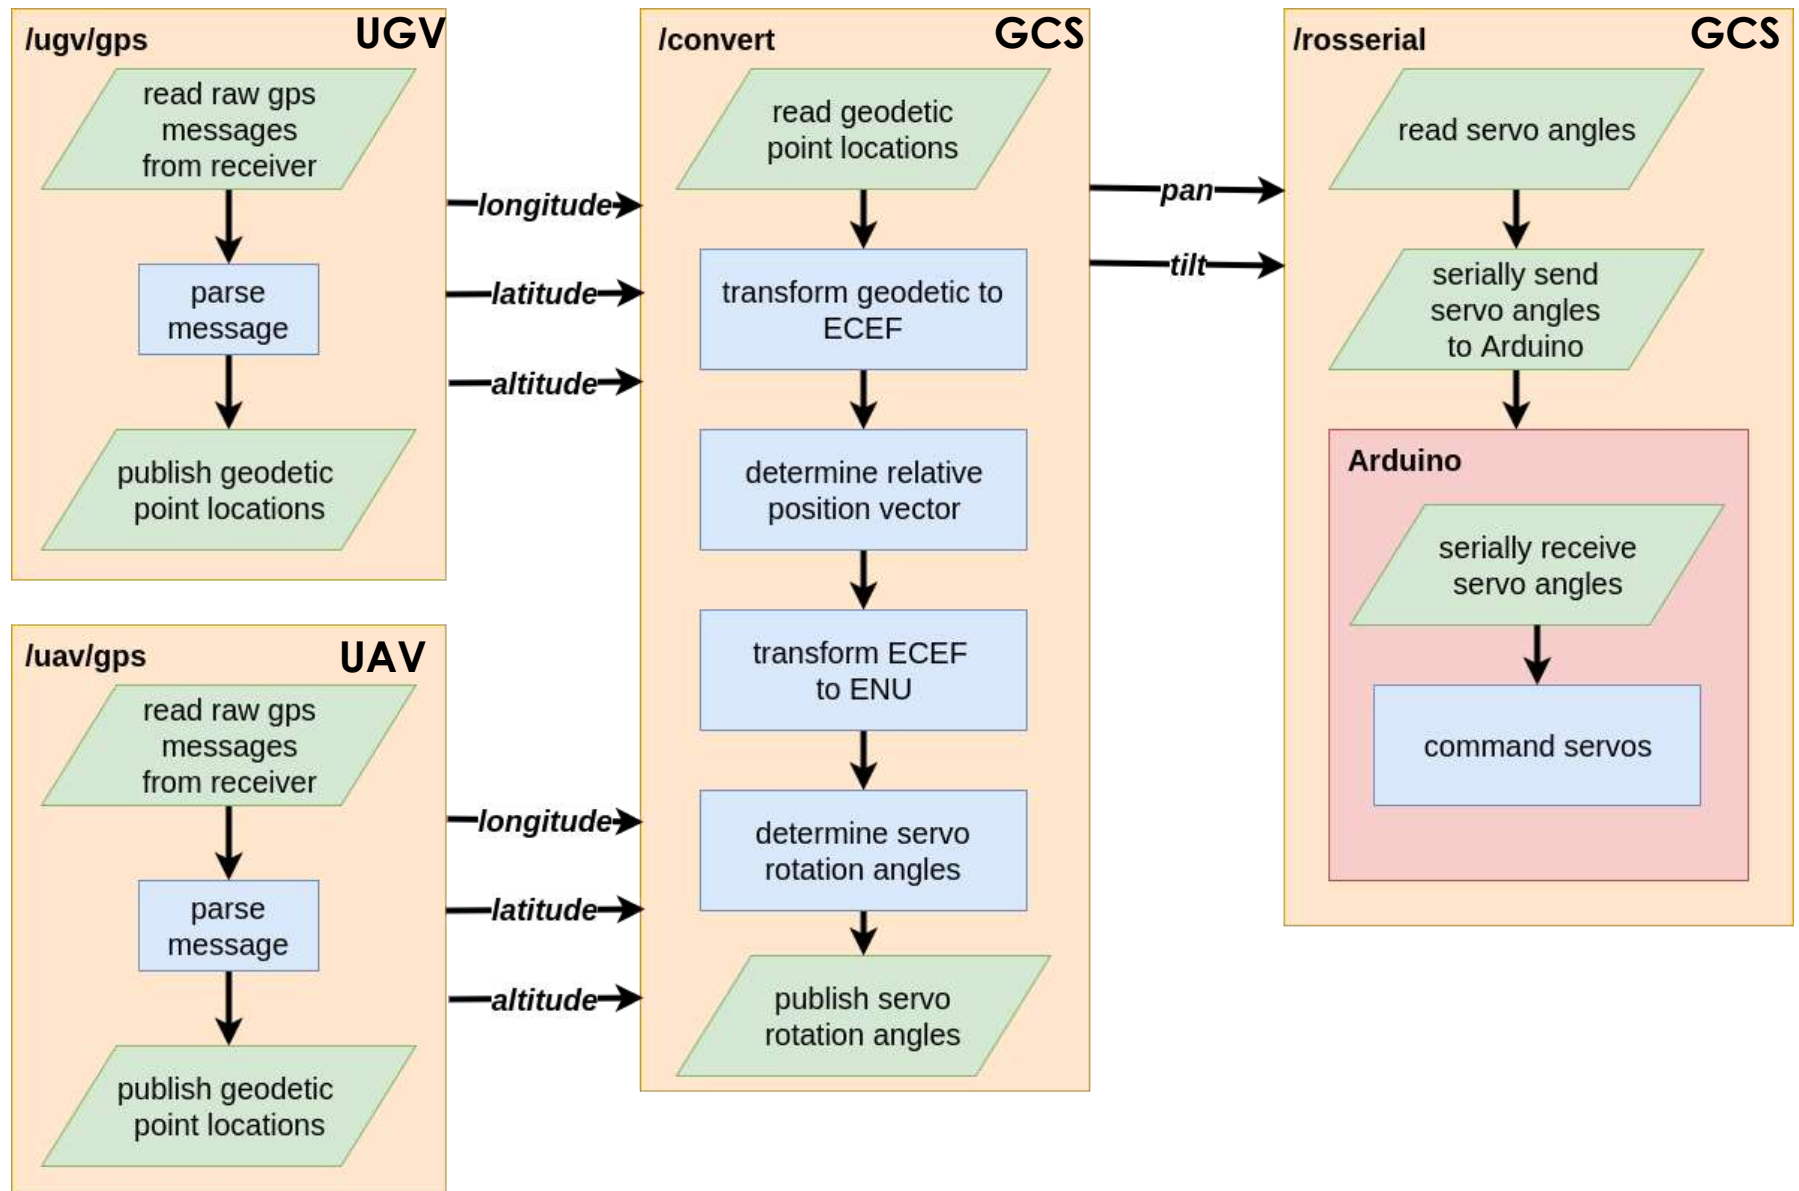 /ugv/gps
UGV
read raw gps
messages
from receiver
parse
message
publish geodetic
point locations
longitude
latitude
altitude
/uav/gps
UAV
read raw gps
messages
from receiver
parse
message
publish geodetic
point locations
longitude
latitude
altitude
/convert
GCS
read geodetic
point locations
transform geodetic to
ECEF
determine relative
position vector
transform ECEF
to ENU
determine servo
rotation angles
publish servo
rotation angles
pan
tilt
/rosserial
GCS
read servo angles
serially send
servo angles
to Arduino
Arduino
serially receive
servo angles
command servos